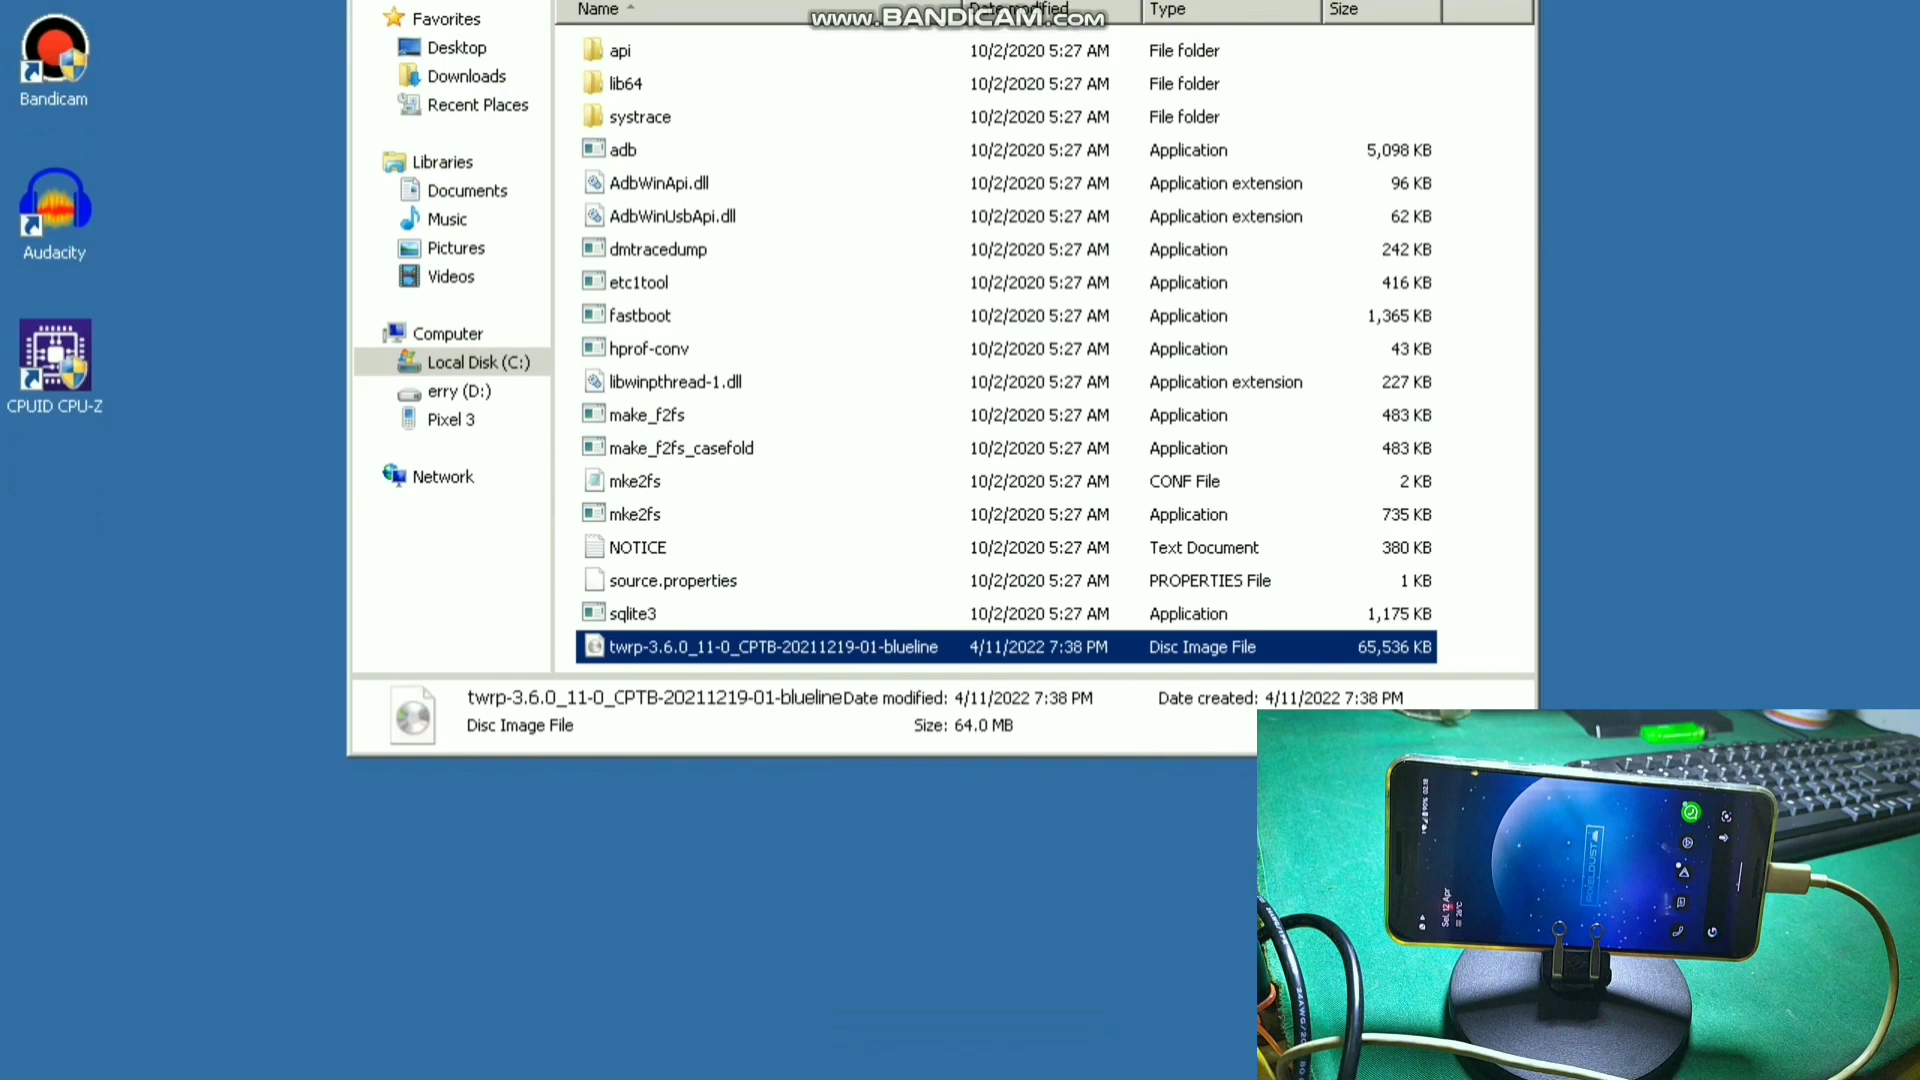 Bandicam
Audacity
CPUID CPU-Z
Favorites
Desktop
Downloads
Recent Places
Libraries
Documents
Music
Pictures
Videos
Computer
Local Disk (C:)
erry (D:)
Pixel 3
Network
www.BANDICAM.com
Name Date modified Type Size
api 10/2/2020 5:27 AM File folder
lib64 10/2/2020 5:27 AM File folder
systrace 10/2/2020 5:27 AM File folder
adb 10/2/2020 5:27 AM Application 5,098 KB
AdbWinApi.dll 10/2/2020 5:27 AM Application extension 96 KB
AdbWinUsbApi.dll 10/2/2020 5:27 AM Application extension 62 KB
dmtracedump 10/2/2020 5:27 AM Application 242 KB
etc1tool 10/2/2020 5:27 AM Application 416 KB
fastboot 10/2/2020 5:27 AM Application 1,365 KB
hprof-conv 10/2/2020 5:27 AM Application 43 KB
libwinpthread-1.dll 10/2/2020 5:27 AM Application extension 227 KB
make_f2fs 10/2/2020 5:27 AM Application 483 KB
make_f2fs_casefold 10/2/2020 5:27 AM Application 483 KB
mke2fs 10/2/2020 5:27 AM CONF File 2 KB
mke2fs 10/2/2020 5:27 AM Application 735 KB
NOTICE 10/2/2020 5:27 AM Text Document 380 KB
source.properties 10/2/2020 5:27 AM PROPERTIES File 1 KB
sqlite3 10/2/2020 5:27 AM Application 1,175 KB
twrp-3.6.0_11-0_CPTB-20211219-01-blueline 4/11/2022 7:38 PM Disc Image File 65,536 KB
twrp-3.6.0_11-0_CPTB-20211219-01-blueline Date modified: 4/11/2022 7:38 PM Date created: 4/11/2022 7:38 PM
Disc Image File Size: 64.0 MB
Sel, 12 Apr
26°C
PIXELDUST